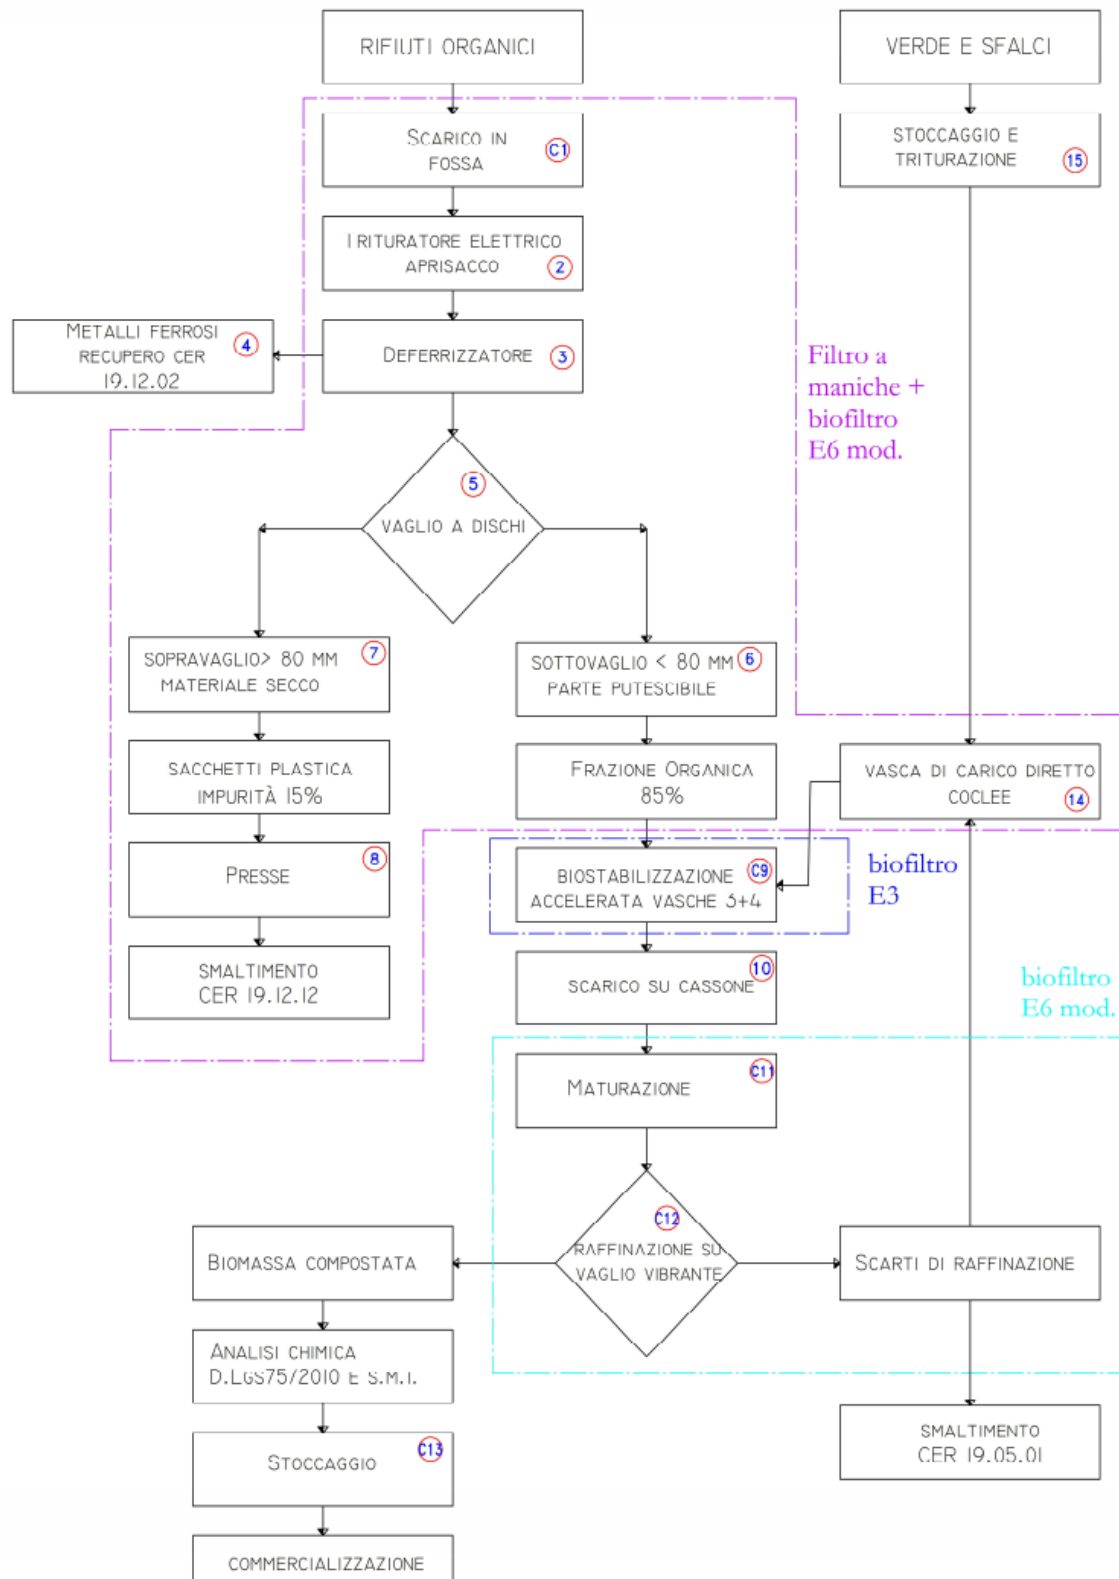 RIFIUTI ORGANICI
VERDE E SFALCI
SCARICO IN
FOSSA
C1
STOCCAGGIO E
TRITURAZIONE
15
TRITURATORE ELETTRICO
APRISACCO
2
METALLI FERROSI
RECUPERO CER
19.12.02
4
DEFERRIZZATORE
3
Filtro a
maniche +
biofiltro
E6 mod.
5
VAGLIO A DISCHI
SOPRAVAGLIO> 80 MM
MATERIALE SECCO
7
SOTTOVAGLIO < 80 MM
PARTE PUTESCIBILE
6
SACCHETTI PLASTICA
IMPURITÀ 15%
FRAZIONE ORGANICA
85%
VASCA DI CARICO DIRETTO
COCLEE
14
PRESSE
8
BIOSTABILIZZAZIONE
ACCELERATA VASCHE 3+4
C9
biofiltro
E3
SMALTIMENTO
CER 19.12.12
SCARICO SU CASSONE
10
biofiltro
E6 mod.
MATURAZIONE
C11
C12
RAFFINAZIONE SU
VAGLIO VIBRANTE
BIOMASSA COMPOSTATA
SCARTI DI RAFFINAZIONE
ANALISI CHIMICA
D.LGS75/2010 E S.M.I.
STOCCAGGIO
C13
SMALTIMENTO
CER 19.05.01
COMMERCIALIZZAZIONE